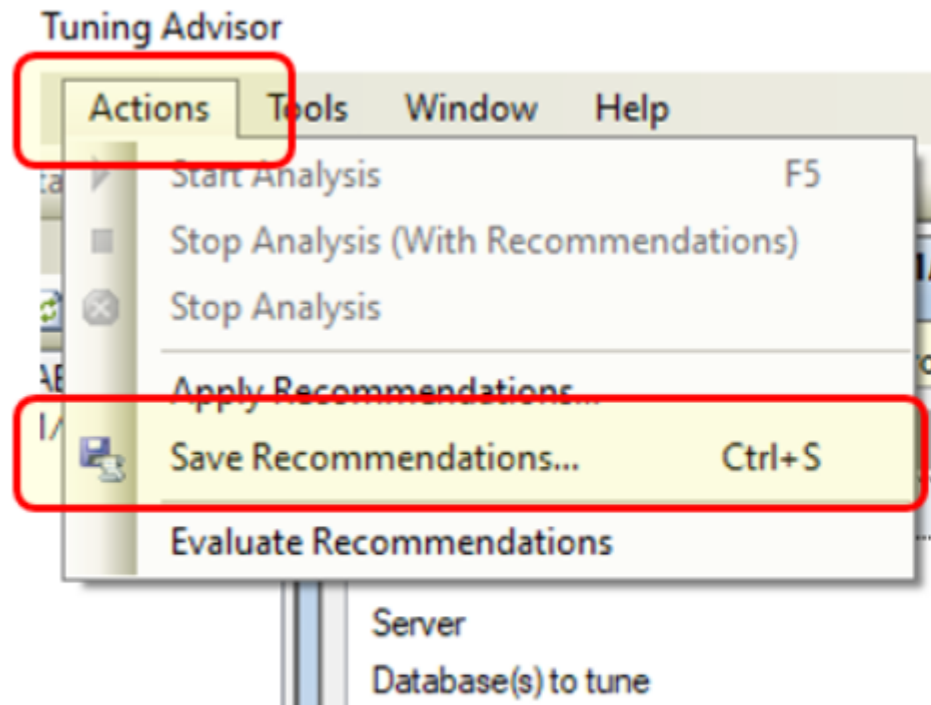 Tuning Advisor
Actions Tools Window Help
Start Analysis F5
Stop Analysis (With Recommendations)
Stop Analysis
Apply Recommendations...
Save Recommendations... Ctrl+S
Evaluate Recommendations
Server
Database(s) to tune